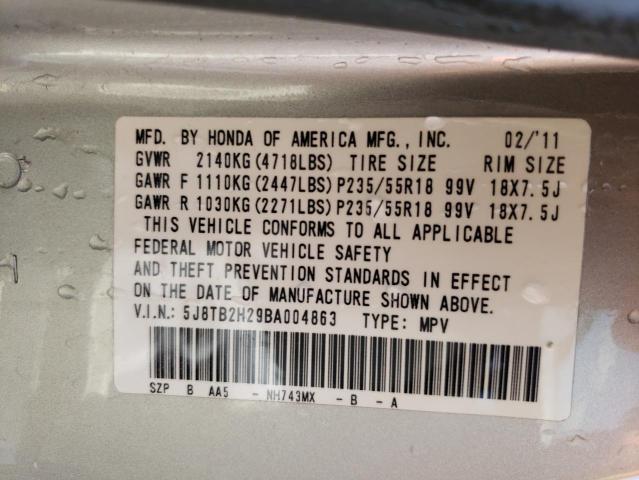 MFD. BY HONDA OF AMERICA MFG., INC. 02/'11
GVWR 2140KG(4718LBS) TIRE SIZE RIM SIZE
GAWR F 1110KG(2447LBS)P235/55R18 99V 18X7.5J
GAWR R 1030KG(2271LBS)P235/55R18 99V 18X7.5J
THIS VEHICLE CONFORMS TO ALL APPLICABLE
FEDERAL MOTOR VEHICLE SAFETY
AND THEFT PREVENTION STANDARDS IN EFFECT
ON THE DATE OF MANUFACTURE SHOWN ABOVE.
V.I.N.: 5J8TB2H29BA004863 TYPE: MPV
SZP B AA5 - NH743MX - B - A